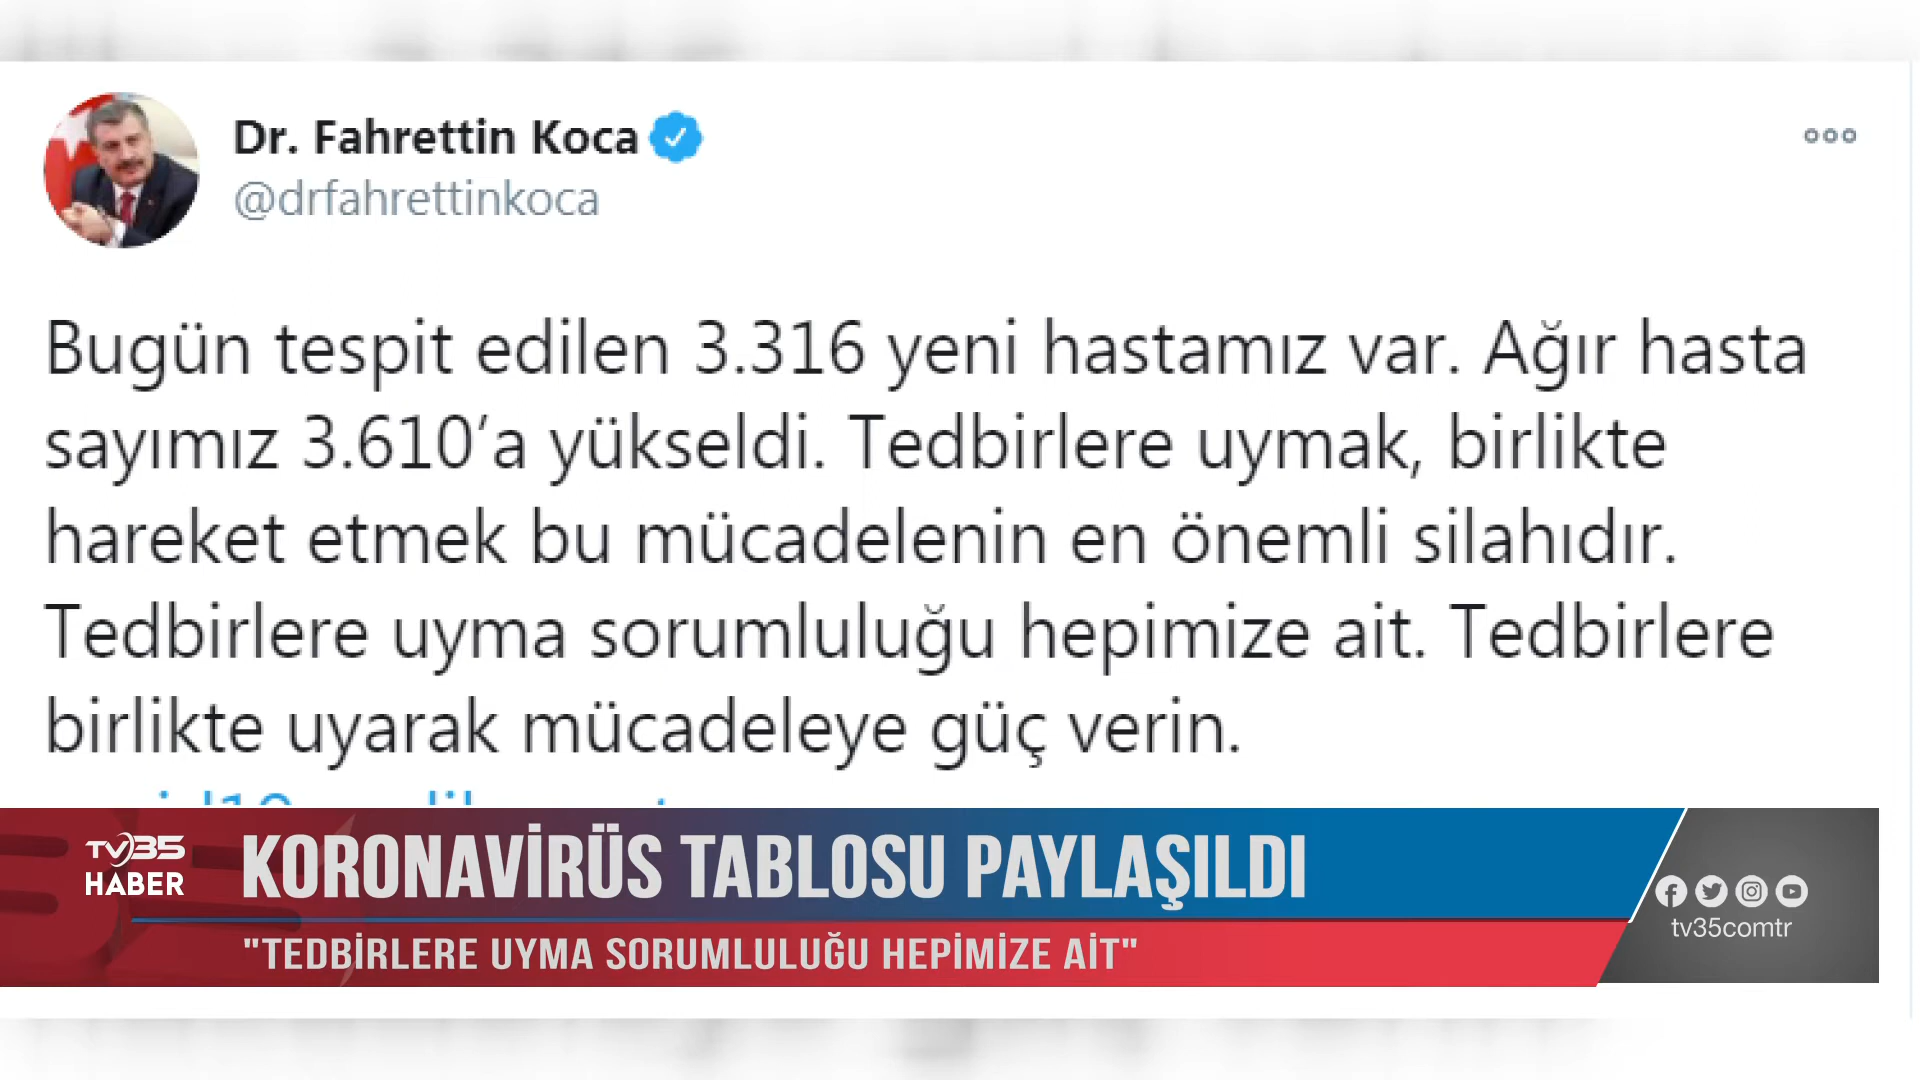 Dr. Fahrettin Koca
@drfahrettinkoca
Bugün tespit edilen 3.316 yeni hastamız var. Ağır hasta
sayımız 3.610’a yükseldi. Tedbirlere uymak, birlikte
hareket etmek bu mücadelenin en önemli silahıdır.
Tedbirlere uyma sorumluluğu hepimize ait. Tedbirlere
birlikte uyarak mücadeleye güç verin.
TV35
HABER
KORONAVİRÜS TABLOSU PAYLAŞILDI
"TEDBİRLERE UYMA SORUMLULUĞU HEPİMİZE AİT"
tv35comtr